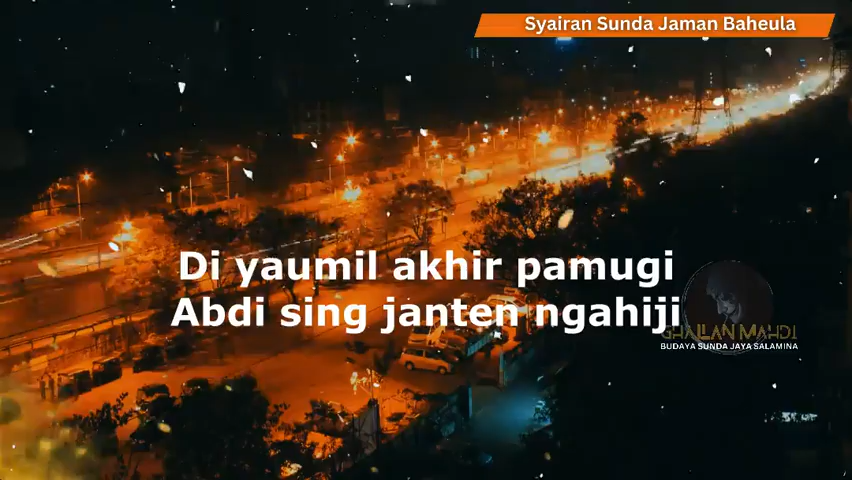 Syairan Sunda Jaman Baheula
Di yaumil akhir pamugi
Abdi sing janten ngahiji
GHAILAN MAHDI
BUDAYA SUNDA JAYA SALAMINA